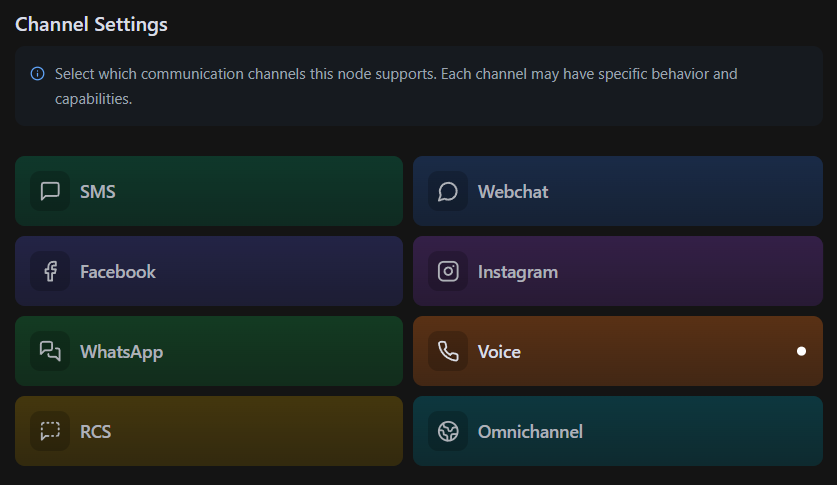 Channel Settings
Select which communication channels this node supports. Each channel may have specific behavior and
capabilities.
SMS
Webchat
Facebook
Instagram
WhatsApp
Voice
RCS
Omnichannel